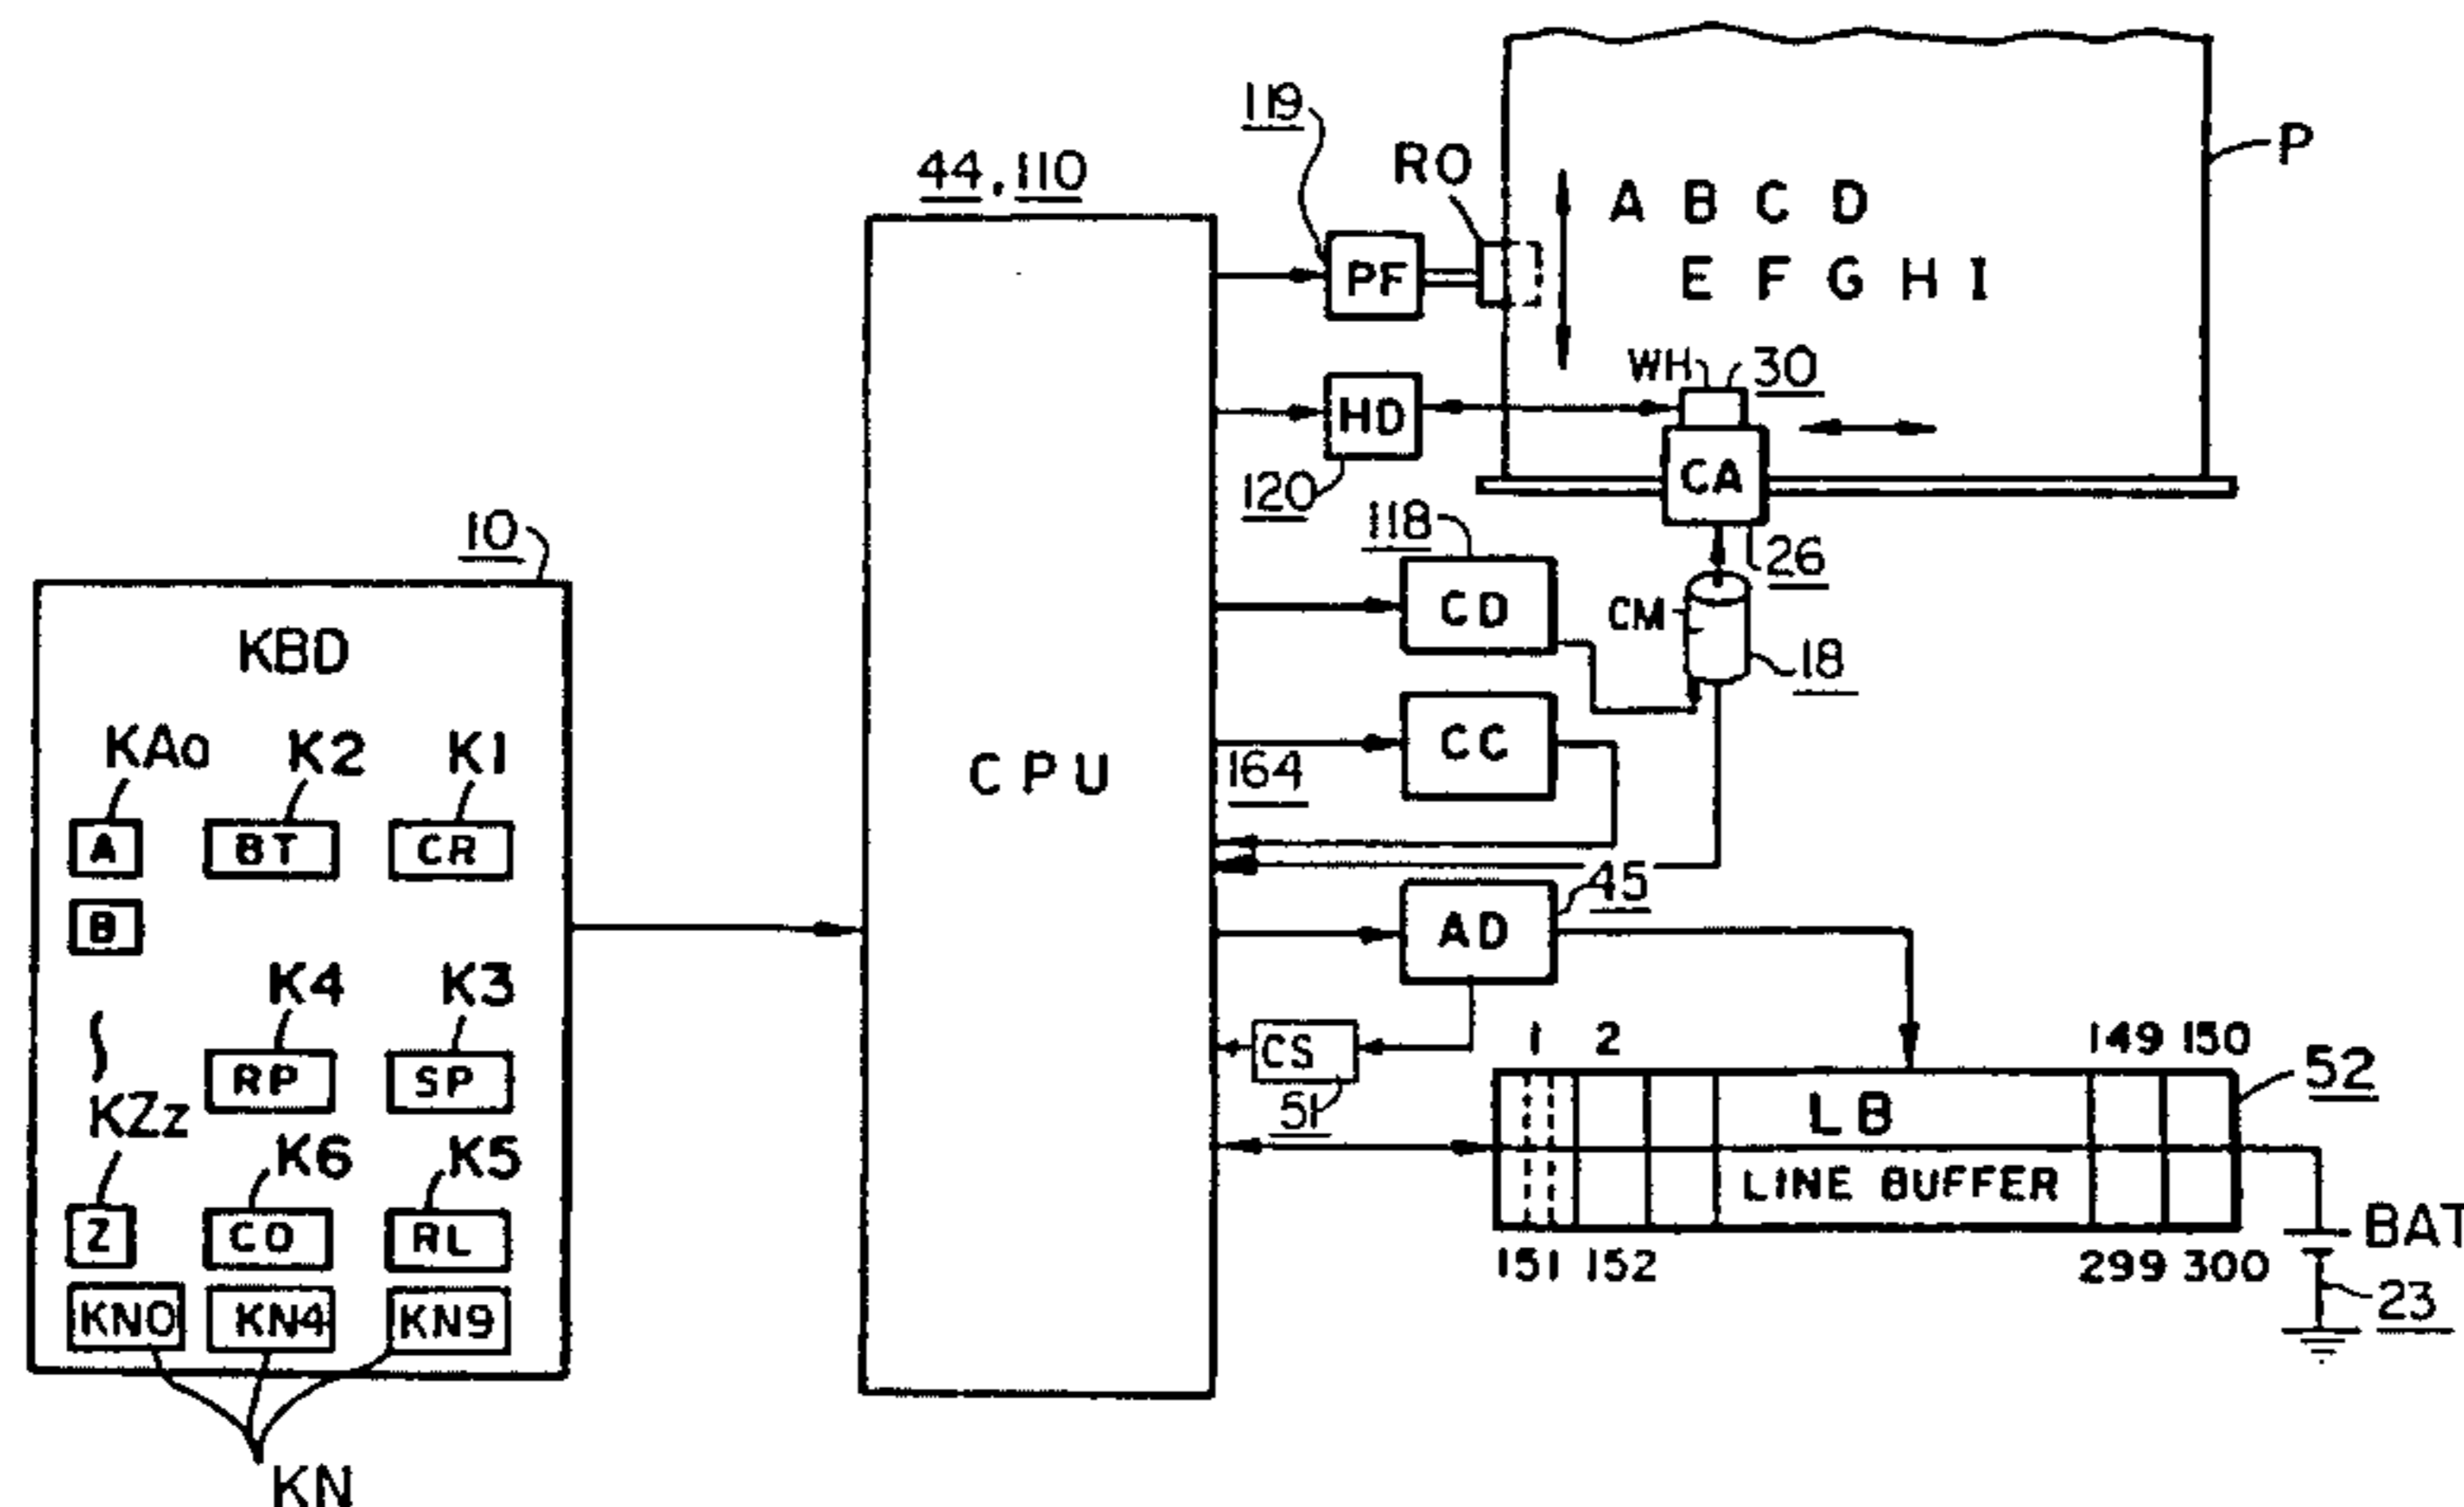 119
RO
P
44, 110
A B C D
PF
E F G H I
WH 30
HD
CA
120
10
118
26
CD
CM
18
KBD
CC
CPU
164
KAo K2 K1
A BT CR
45
B
AD
K4 K3
CS
1 2 149 150
52
RP SP
51
LB
KZz
K6 K5
LINE BUFFER
Z CO RL
BAT
151 152 299 300
23
KN0 KN4 KN9
KN